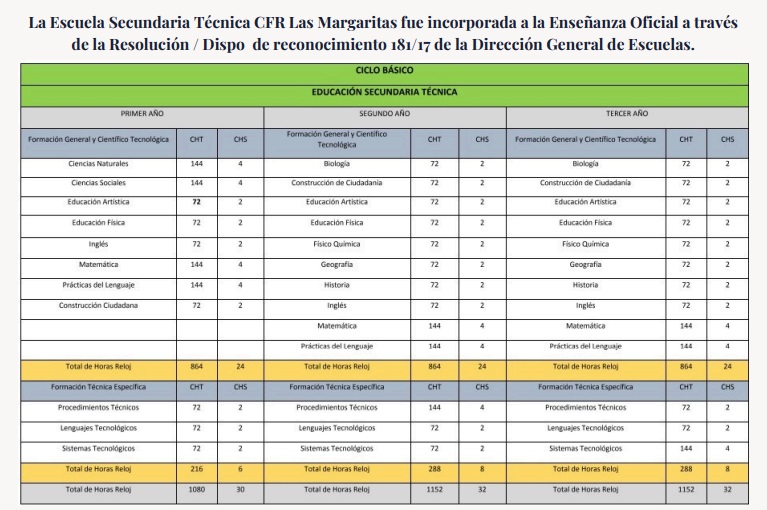 La Escuela Secundaria Técnica CFR Las Margaritas fue incorporada a la Enseñanza Oficial a través
de la Resolución / Dispo de reconocimiento 181/17 de la Dirección General de Escuelas.
CICLO BÁSICO
EDUCACIÓN SECUNDARIA TÉCNICA
PRIMER AÑO SEGUNDO AÑO TERCER AÑO
Formación General y Científico Tecnológica CHT CHS Formación General y Científico Tecnológica CHT CHS Formación General y Científico Tecnológica CHT CHS
Ciencias Naturales 144 4 Biología 72 2 Biología 72 2
Ciencias Sociales 144 4 Construcción de Ciudadanía 72 2 Construcción de Ciudadanía 72 2
Educación Artística 72 2 Educación Artística 72 2 Educación Artística 72 2
Educación Física 72 2 Educación Física 72 2 Educación Física 72 2
Inglés 72 2 Físico Química 72 2 Físico Química 72 2
Matemática 144 4 Geografía 72 2 Geografía 72 2
Prácticas del Lenguaje 144 4 Historia 72 2 Historia 72 2
Construcción Ciudadana 72 2 Inglés 72 2 Inglés 72 2
Matemática 144 4 Matemática 144 4
Prácticas del Lenguaje 144 4 Prácticas del Lenguaje 144 4
Total de Horas Reloj 864 24 Total de Horas Reloj 864 24 Total de Horas Reloj 864 24
Formación Técnica Específica CHT CHS Formación Técnica Específica CHT CHS Formación Técnica Específica CHT CHS
Procedimientos Técnicos 72 2 Procedimientos Técnicos 144 4 Procedimientos Técnicos 72 2
Lenguajes Tecnológicos 72 2 Lenguajes Tecnológicos 72 2 Lenguajes Tecnológicos 72 2
Sistemas Tecnológicos 72 2 Sistemas Tecnológicos 72 2 Sistemas Tecnológicos 144 4
Total de Horas Reloj 216 6 Total de Horas Reloj 288 8 Total de Horas Reloj 288 8
Total de Horas Reloj 1080 30 Total de Horas Reloj 1152 32 Total de Horas Reloj 1152 32